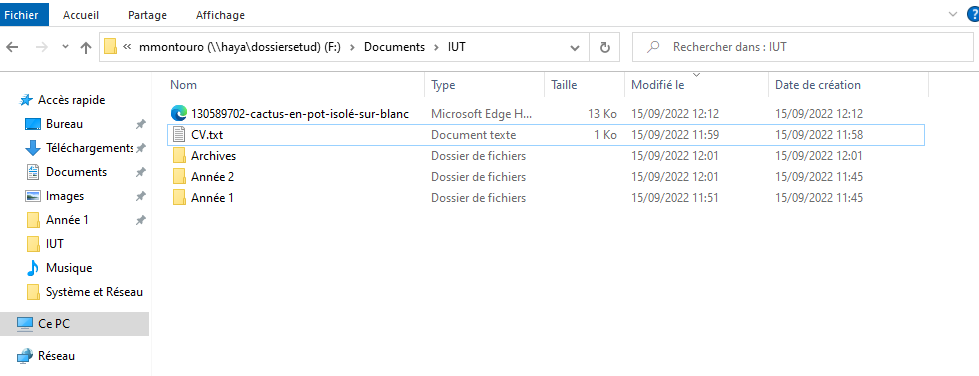 Fichier Accueil Partage Affichage
« mmontouro (\\haya\dossiersetud) (F:) > Documents > IUT Rechercher dans : IUT
Nom Type Taille Modifié le Date de création
Accès rapide
Bureau
Téléchargements
Documents
Images
Année 1
IUT
Musique
Système et Réseau
Ce PC
Réseau
130589702-cactus-en-pot-isolé-sur-blanc Microsoft Edge H... 13 Ko 15/09/2022 12:12 15/09/2022 12:12
CV.txt Document texte 1 Ko 15/09/2022 11:59 15/09/2022 11:58
Archives Dossier de fichiers 15/09/2022 12:01 15/09/2022 12:01
Année 2 Dossier de fichiers 15/09/2022 12:01 15/09/2022 11:45
Année 1 Dossier de fichiers 15/09/2022 11:51 15/09/2022 11:45